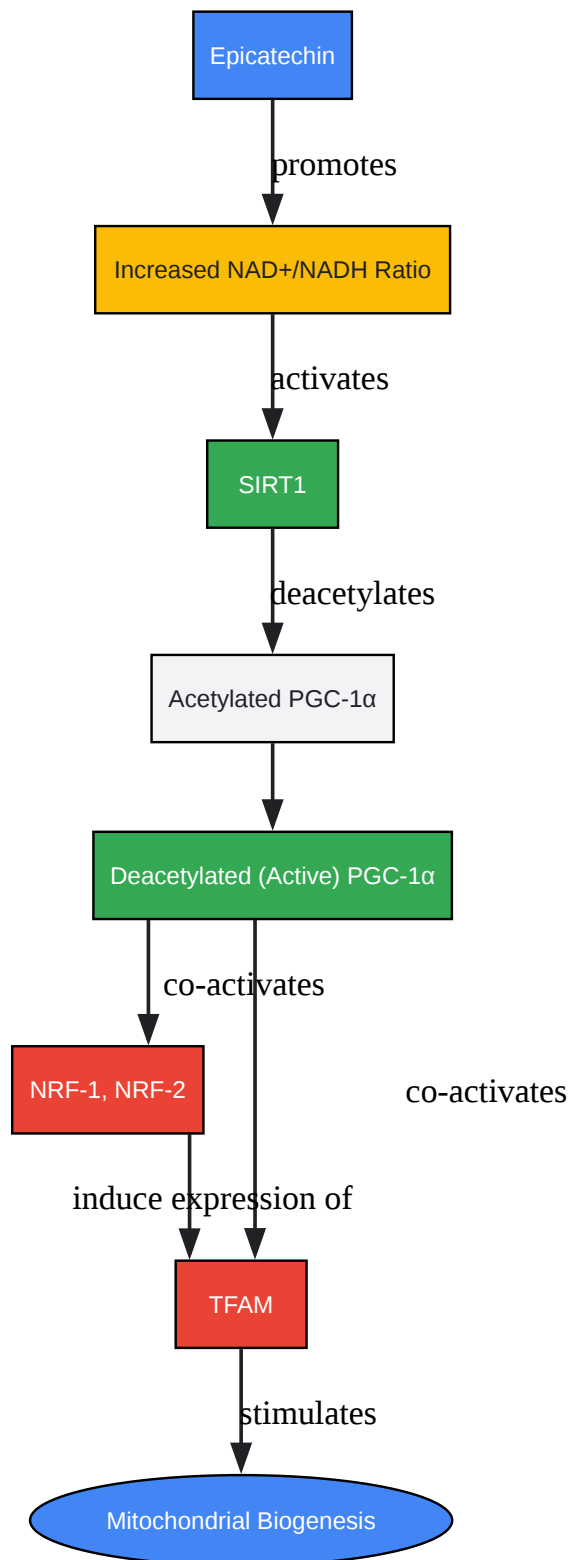 Epicatechin
promotes
Increased NAD+/NADH Ratio
activates
SIRT1
deacetylates
Acetylated PGC-1α
Deacetylated (Active) PGC-1α
co-activates
NRF-1, NRF-2
co-activates
induce expression of
TFAM
stimulates
Mitochondrial Biogenesis